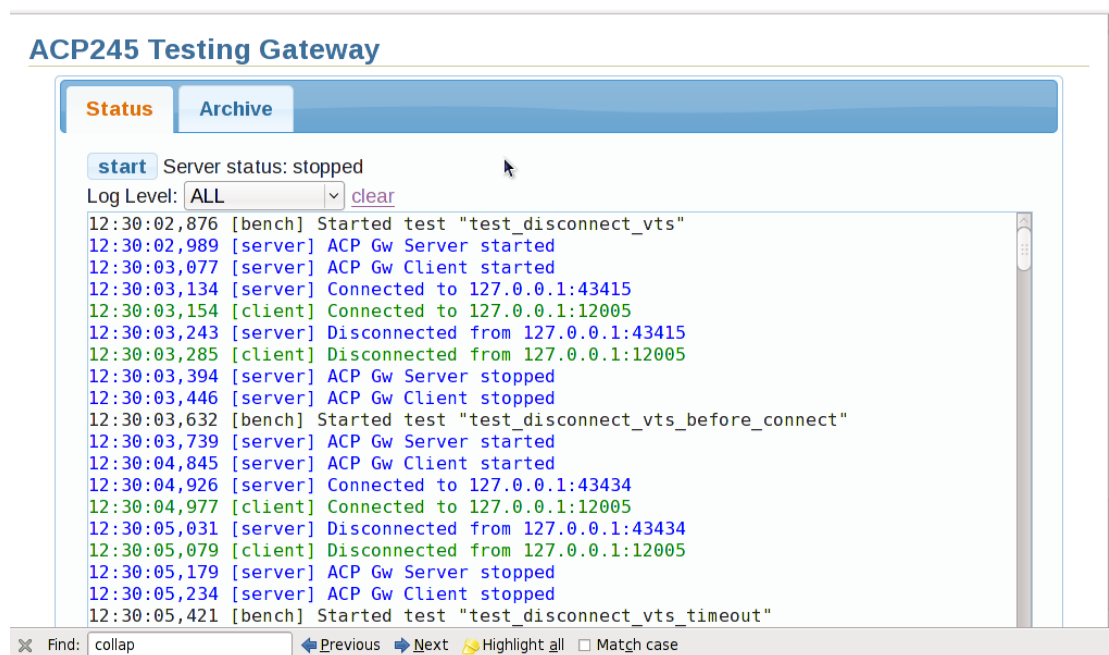 ACP245 Testing Gateway
Status Archive
start Server status: stopped
Log Level: ALL clear
12:30:02,876 [bench] Started test "test_disconnect_vts"
12:30:02,989 [server] ACP Gw Server started
12:30:03,077 [server] ACP Gw Client started
12:30:03,134 [server] Connected to 127.0.0.1:43415
12:30:03,154 [client] Connected to 127.0.0.1:12005
12:30:03,243 [server] Disconnected from 127.0.0.1:43415
12:30:03,285 [client] Disconnected from 127.0.0.1:12005
12:30:03,394 [server] ACP Gw Server stopped
12:30:03,446 [server] ACP Gw Client stopped
12:30:03,632 [bench] Started test "test_disconnect_vts_before_connect"
12:30:03,739 [server] ACP Gw Server started
12:30:04,845 [server] ACP Gw Client started
12:30:04,926 [server] Connected to 127.0.0.1:43434
12:30:04,977 [client] Connected to 127.0.0.1:12005
12:30:05,031 [server] Disconnected from 127.0.0.1:43434
12:30:05,079 [client] Disconnected from 127.0.0.1:12005
12:30:05,179 [server] ACP Gw Server stopped
12:30:05,234 [server] ACP Gw Client stopped
12:30:05,421 [bench] Started test "test_disconnect_vts_timeout"
Find: collap Previous Next Highlight all Match case